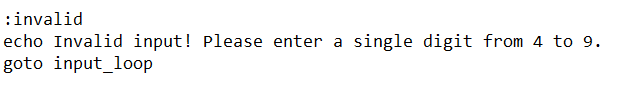 :invalid
echo Invalid input! Please enter a single digit from 4 to 9.
goto input_loop